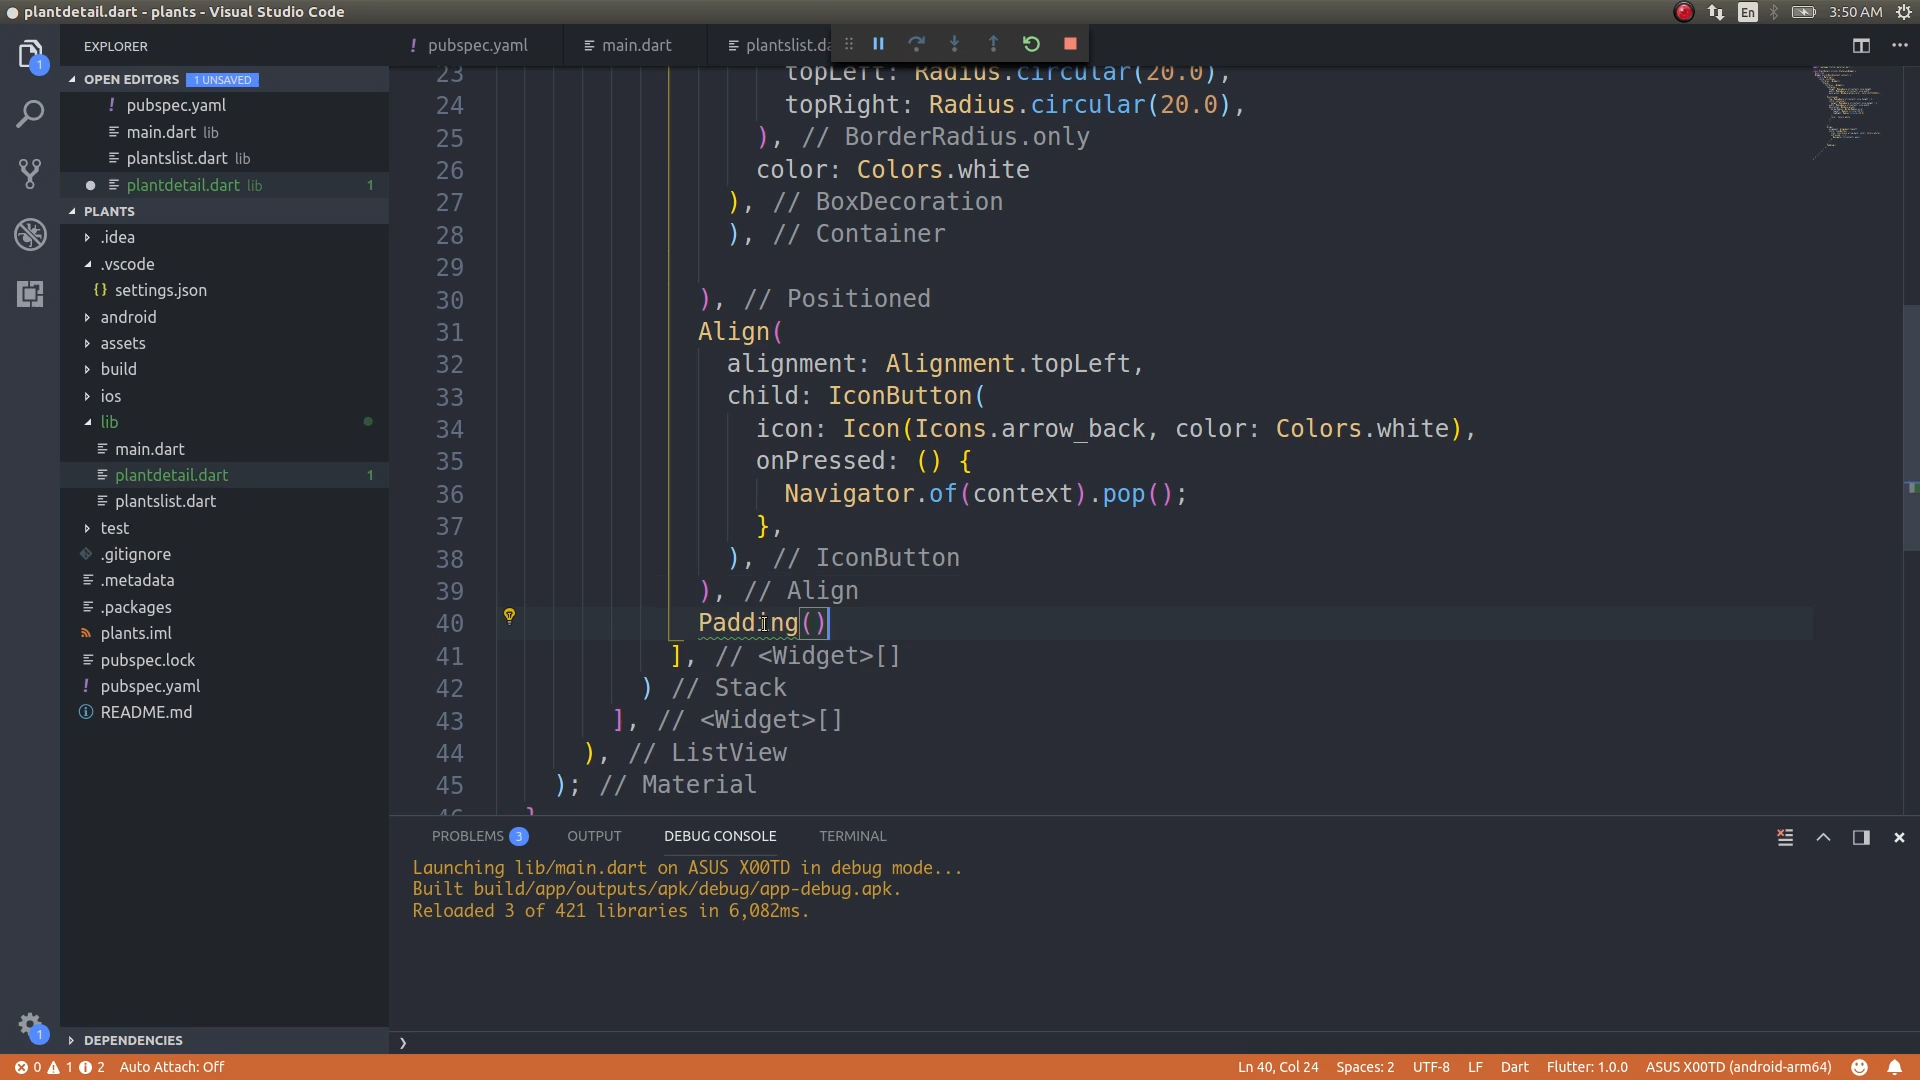 plantdetail.dart - plants - Visual Studio Code
En
3:50 AM
EXPLORER
OPEN EDITORS 1 UNSAVED
! pubspec.yaml
main.dart lib
plantslist.dart lib
plantdetail.dart lib 1
PLANTS
.idea
.vscode
{} settings.json
android
assets
build
ios
lib
main.dart
plantdetail.dart 1
plantslist.dart
test
.gitignore
.metadata
.packages
plants.iml
pubspec.lock
! pubspec.yaml
README.md
DEPENDENCIES
1
1
! pubspec.yaml
main.dart
plantslist.da
23 topLeft: Radius.circular(20.0),
24 topRight: Radius.circular(20.0),
25 ), // BorderRadius.only
26 color: Colors.white
27 ), // BoxDecoration
28 ), // Container
29
30 ), // Positioned
31 Align(
32 alignment: Alignment.topLeft,
33 child: IconButton(
34 icon: Icon(Icons.arrow_back, color: Colors.white),
35 onPressed: () {
36 Navigator.of(context).pop();
37 },
38 ), // IconButton
39 ), // Align
40 Padding()
41 ], // <Widget>[]
42 ) // Stack
43 ], // <Widget>[]
44 ), // ListView
45 ); // Material
46 }
PROBLEMS 3 OUTPUT DEBUG CONSOLE TERMINAL
Launching lib/main.dart on ASUS X00TD in debug mode...
Built build/app/outputs/apk/debug/app-debug.apk.
Reloaded 3 of 421 libraries in 6,082ms.
❯
0 1 2 Auto Attach: Off
Ln 40, Col 24 Spaces: 2 UTF-8 LF Dart Flutter: 1.0.0 ASUS X00TD (android-arm64)